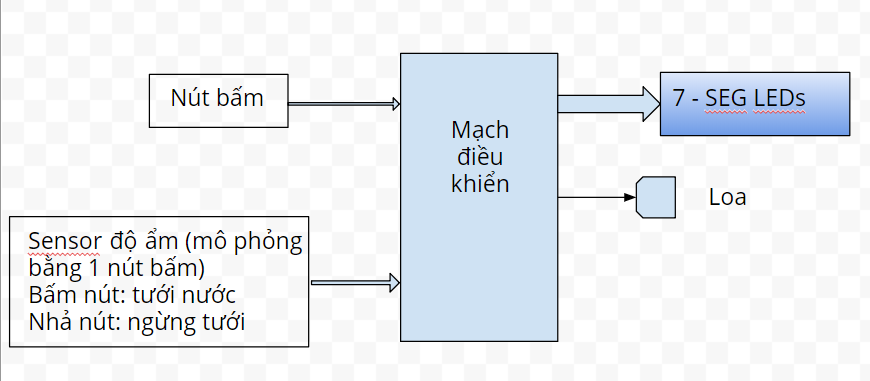 Nút bấm
Mạch
điều
khiển
7 - SEG LEDs
Loa
Sensor độ ẩm (mô phỏng
bằng 1 nút bấm)
Bấm nút: tưới nước
Nhả nút: ngừng tưới